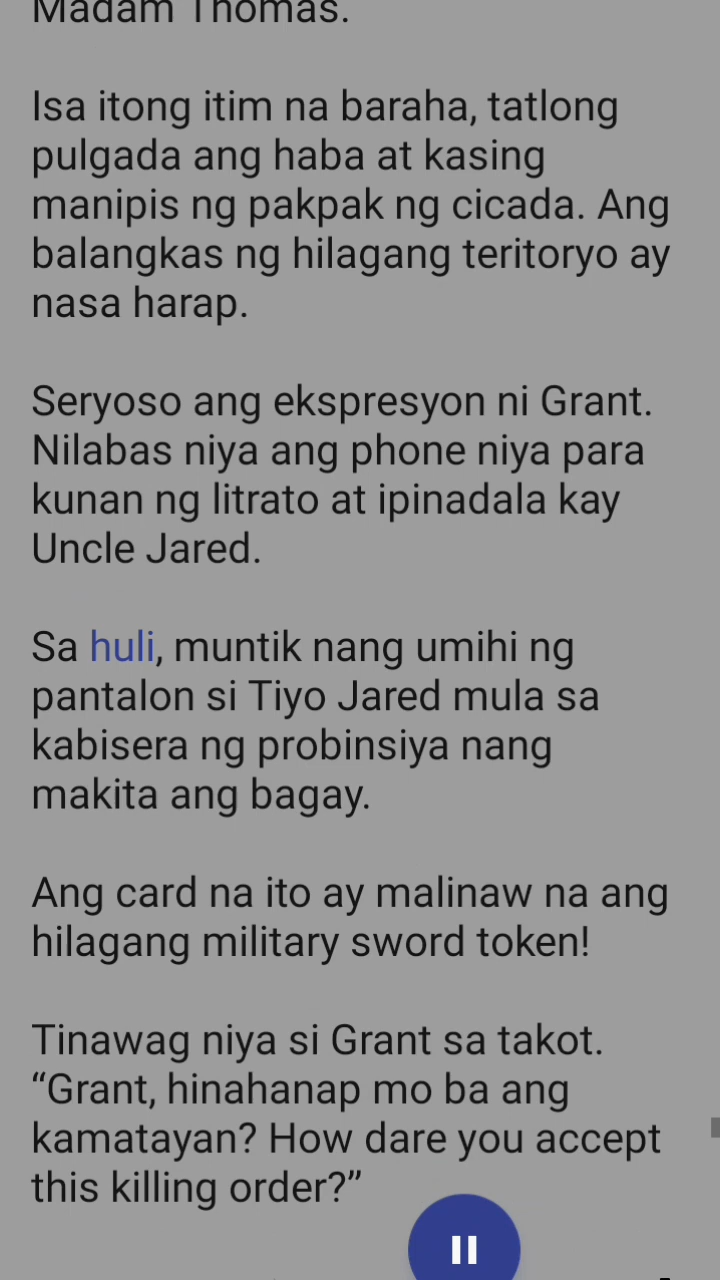 Madam Thomas.
Isa itong itim na baraha, tatlong
pulgada ang haba at kasing
manipis ng pakpak ng cicada. Ang
balangkas ng hilagang teritoryo ay
nasa harap.
Seryoso ang ekspresyon ni Grant.
Nilabas niya ang phone niya para
kunan ng litrato at ipinadala kay
Uncle Jared.
Sa huli, muntik nang umihi ng
pantalon si Tiyo Jared mula sa
kabisera ng probinsiya nang
makita ang bagay.
Ang card na ito ay malinaw na ang
hilagang military sword token!
Tinawag niya si Grant sa takot.
“Grant, hinahanap mo ba ang
kamatayan? How dare you accept
this killing order?”